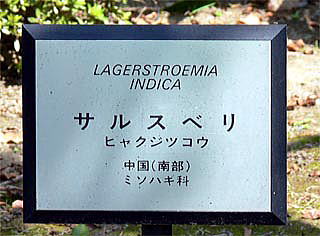 LAGERSTROEMIA
INDICA
サルスベリ
ヒャクジツコウ
中国(南部)
ミソハギ科